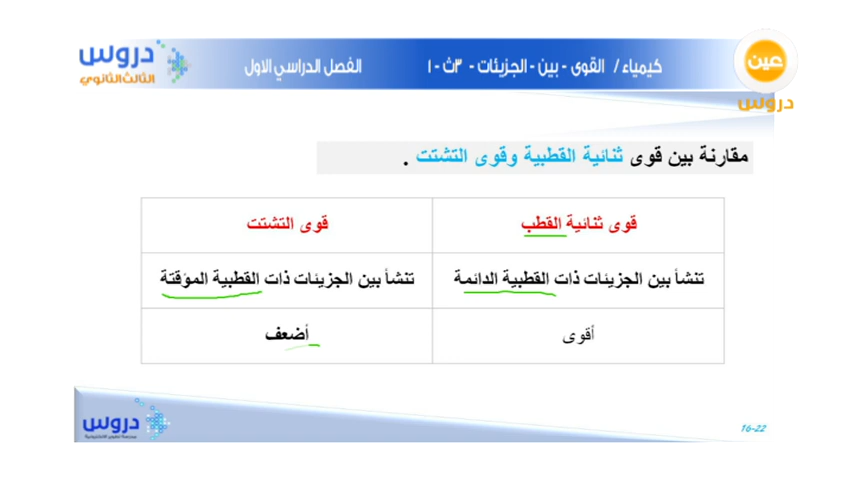 دروس
الثالث الثانوي
الفصل الدراسي الاول
كيمياء / القوى - بين - الجزيئات - ٣ث - ١
عين
دروس
مقارنة بين قوى ثنائية القطبية وقوى التشتت .
قوى ثنائية القطب
قوى التشتت
تنشأ بين الجزيئات ذات القطبية الدائمة
تنشأ بين الجزيئات ذات القطبية المؤقتة
أقوى
أضعف
دروس
16-22